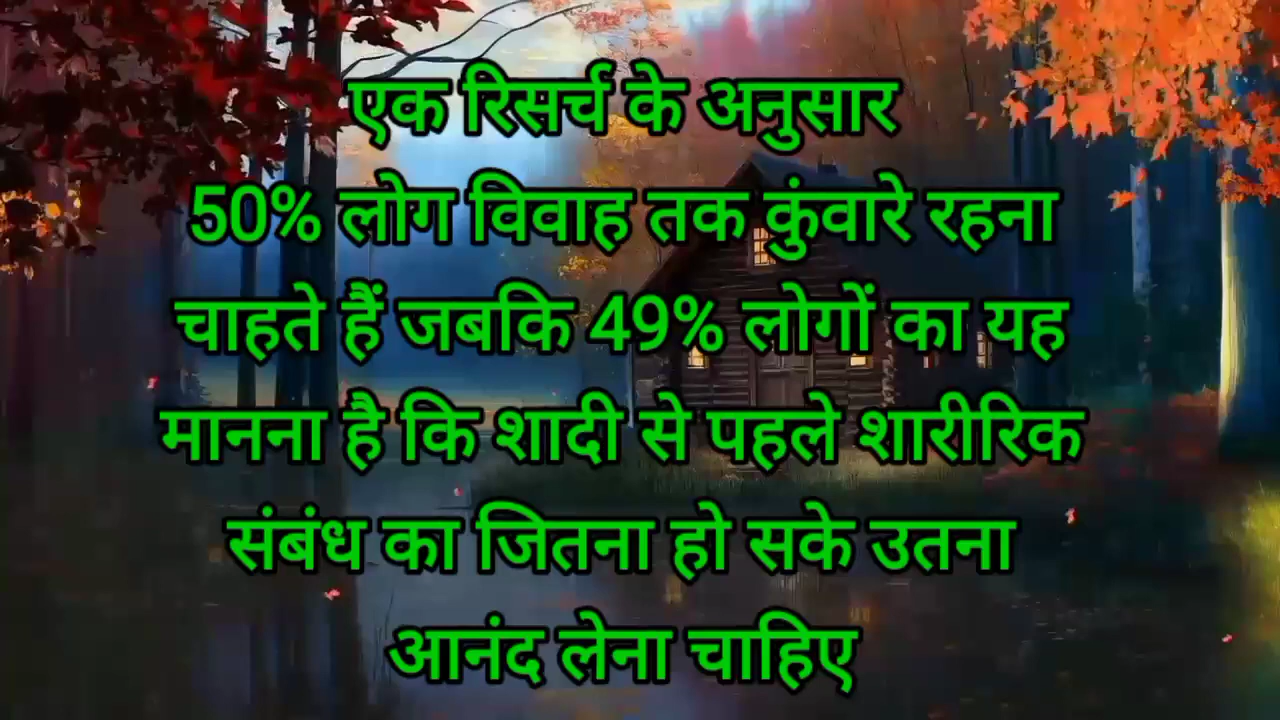 एक रिसर्च के अनुसार
50% लोग विवाह तक कुंवारे रहना
चाहते हैं जबकि 49% लोगों का यह
मानना है कि शादी से पहले शारीरिक
संबंध का जितना हो सके उतना
आनंद लेना चाहिए